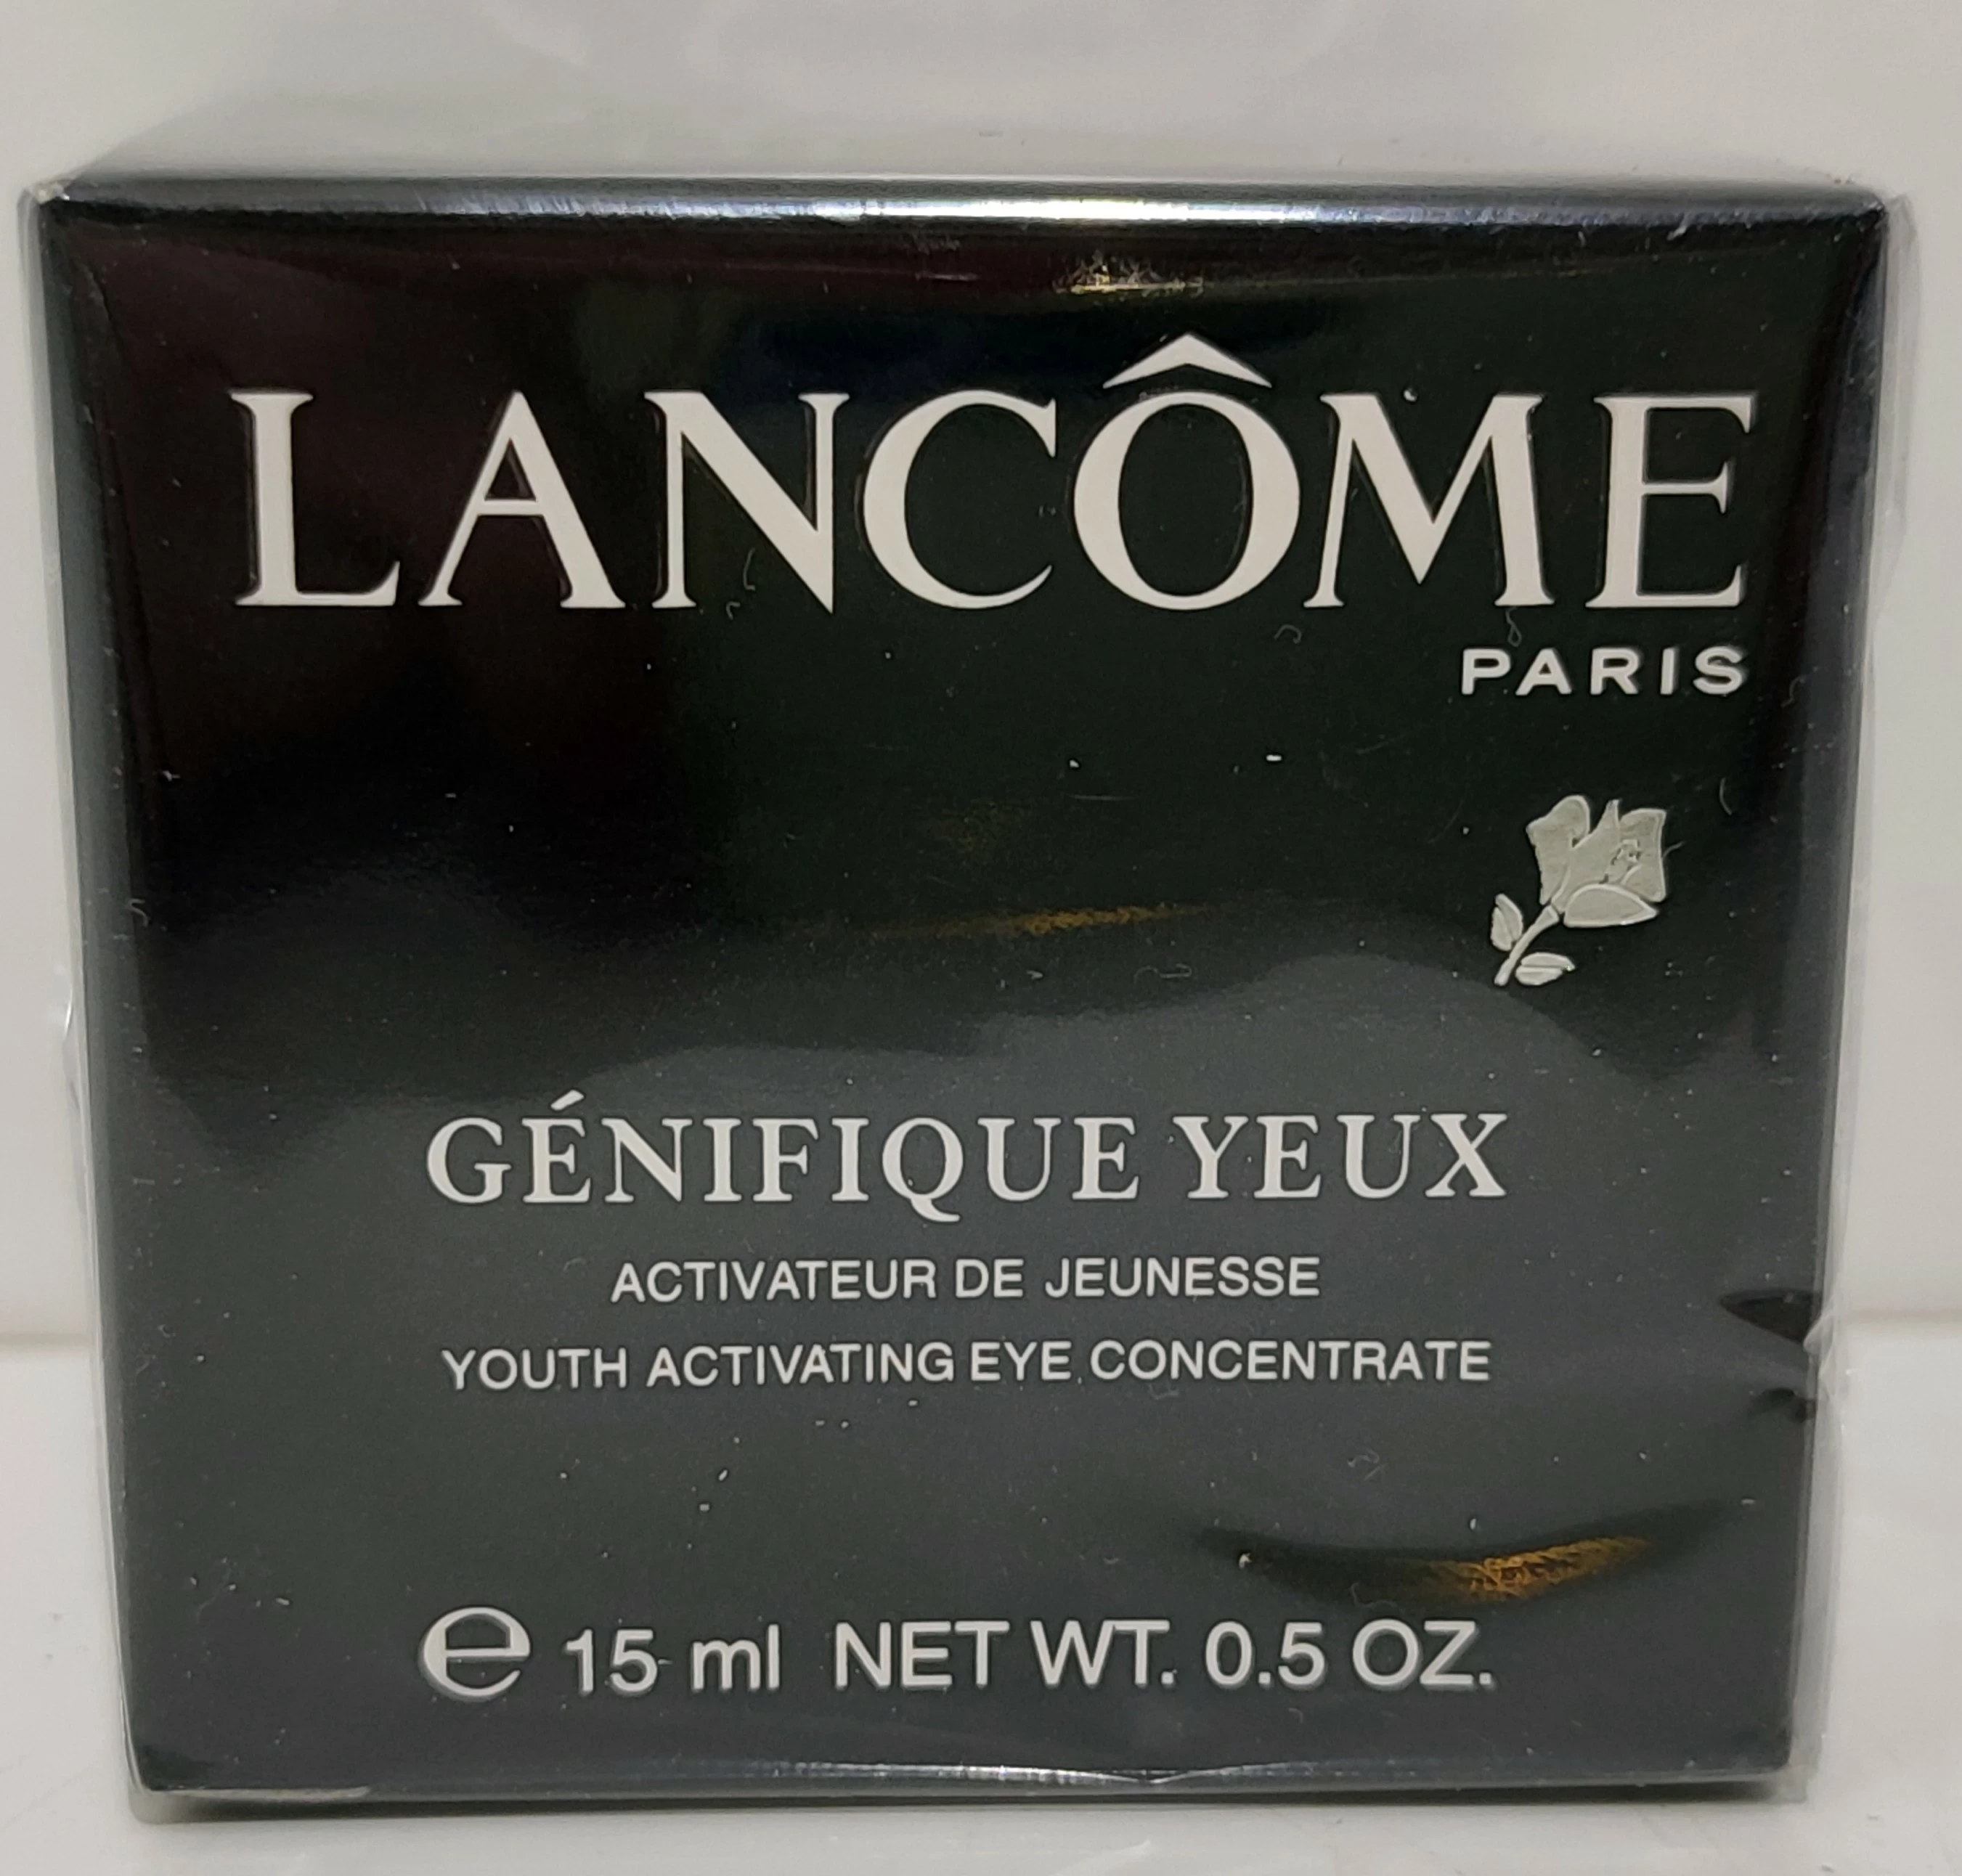 LANCÔME
PARIS
GÉNIFIQUE YEUX
ACTIVATEUR DE JEUNESSE
YOUTH ACTIVATING EYE CONCENTRATE
℮ 15 ml NET WT. 0.5 OZ.